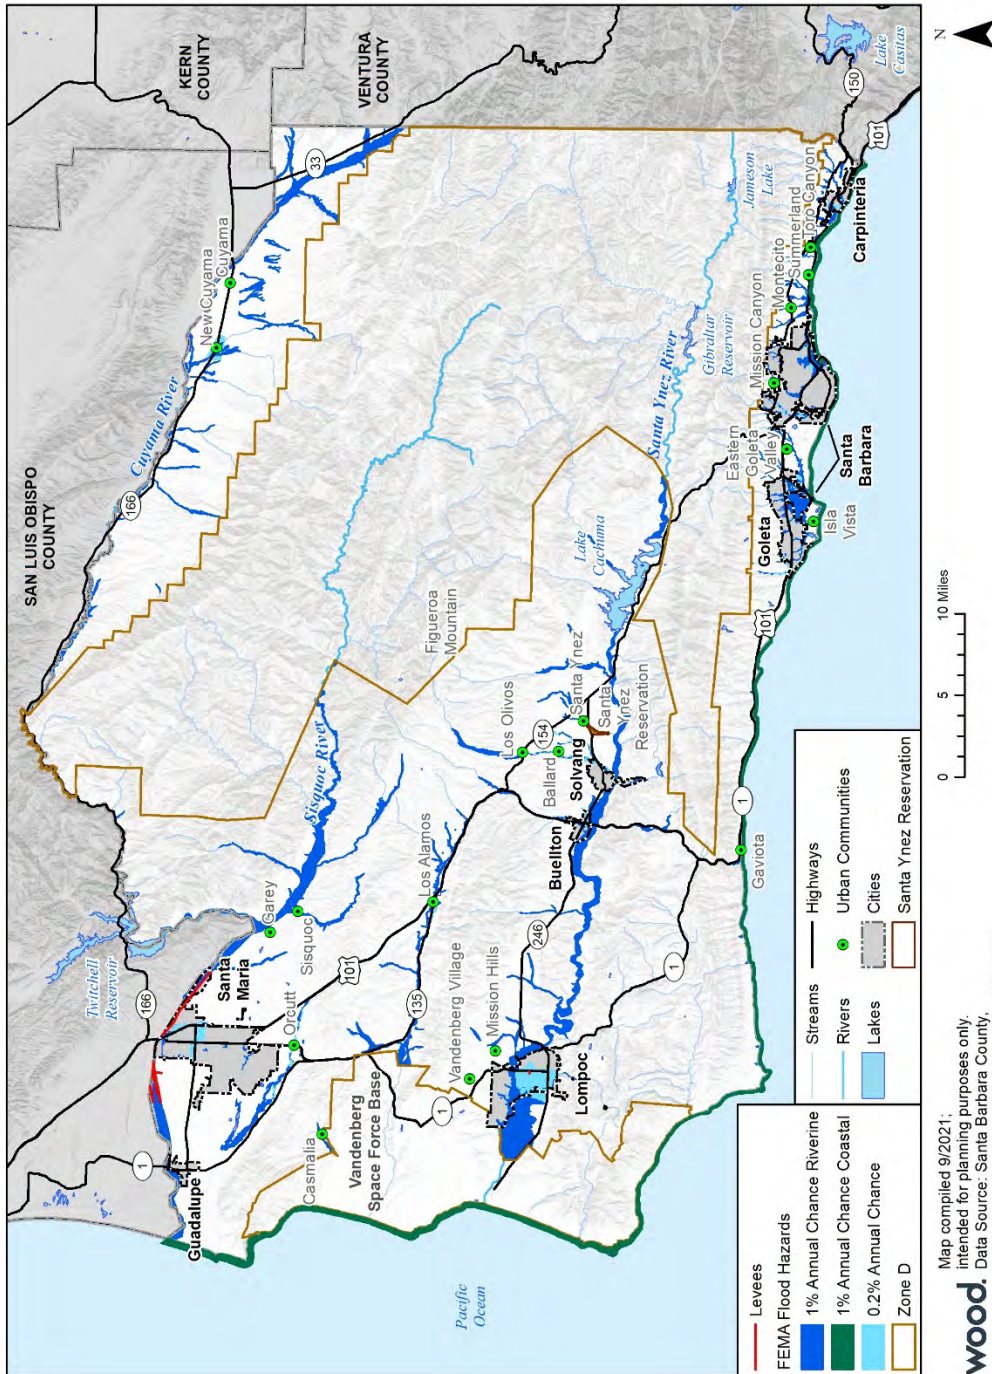 SAN LUIS OBISPO
COUNTY
KERN
COUNTY
VENTURA
COUNTY
166
Twitchell
Reservoir
166
Cuyama River
New Cuyama
Cuyama
33
1
Guadalupe
Santa
Maria
Garey
Sisquoc
Sisquoc River
Orcutt
Casmalia
101
Los Alamos
135
Vandenberg
Space Force Base
1
Vandenberg Village
Mission Hills
Lompoc
246
1
Buellton
Solvang
Ballard
Los Olivos
154
Santa Ynez
Santa
Ynez
Reservation
Figueroa
Mountain
Lake
Cachuma
Santa Ynez River
Gibraltar
Reservoir
Jameson
Lake
Gaviota
1
101
Goleta
Isla
Vista
Eastern
Goleta
Valley
Santa
Barbara
Mission Canyon
Montecito
Summerland
Toro Canyon
Carpinteria
101
150
Lake
Casitas
Pacific
Ocean
Levees
FEMA Flood Hazards
1% Annual Chance Riverine
1% Annual Chance Coastal
0.2% Annual Chance
Zone D
Streams
Rivers
Lakes
Highways
Urban Communities
Cities
Santa Ynez Reservation
0 5 10 Miles
N
wood.
Map compiled 9/2021;
intended for planning purposes only.
Data Source: Santa Barbara County,